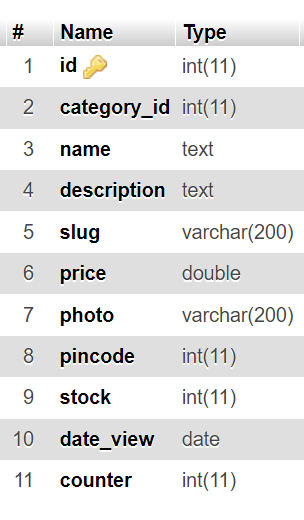 # Name Type
1 id int(11)
2 category_id int(11)
3 name text
4 description text
5 slug varchar(200)
6 price double
7 photo varchar(200)
8 pincode int(11)
9 stock int(11)
10 date_view date
11 counter int(11)